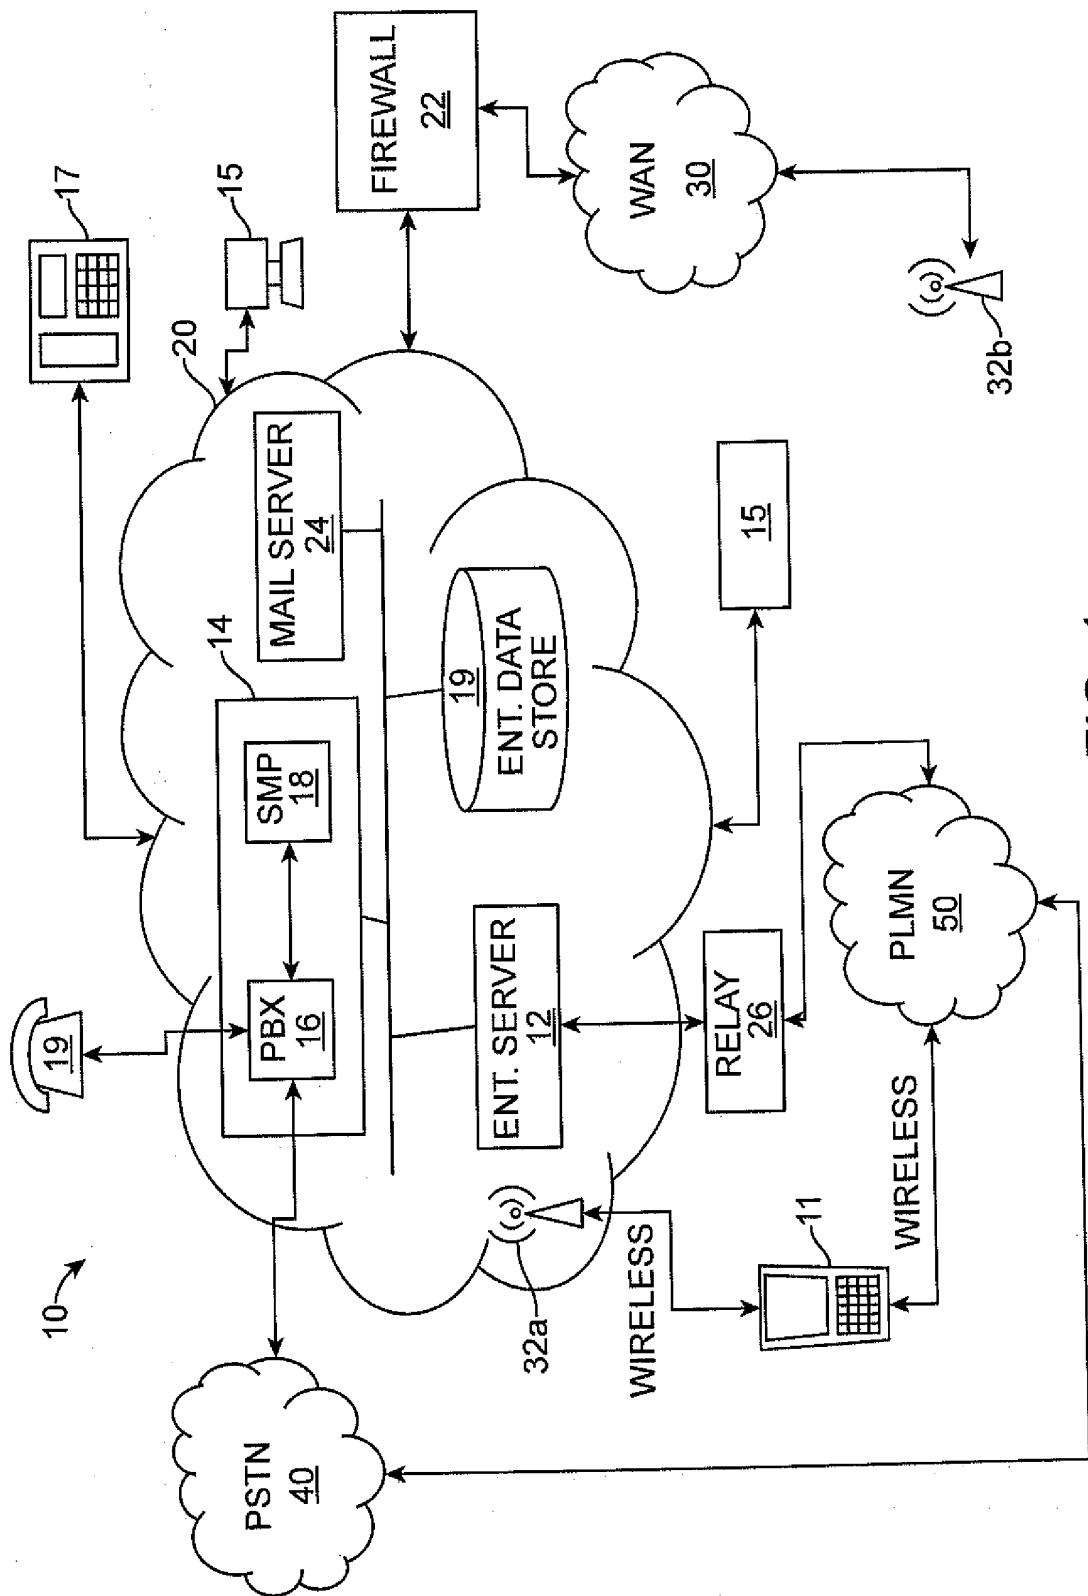 10
19
17
15
20
PSTN
40
PBX
16
SMP
18
14
MAIL SERVER
24
FIREWALL
22
ENT. SERVER
12
19
ENT. DATA
STORE
32a
WIRELESS
RELAY
26
15
WAN
30
32b
11
WIRELESS
PLMN
50